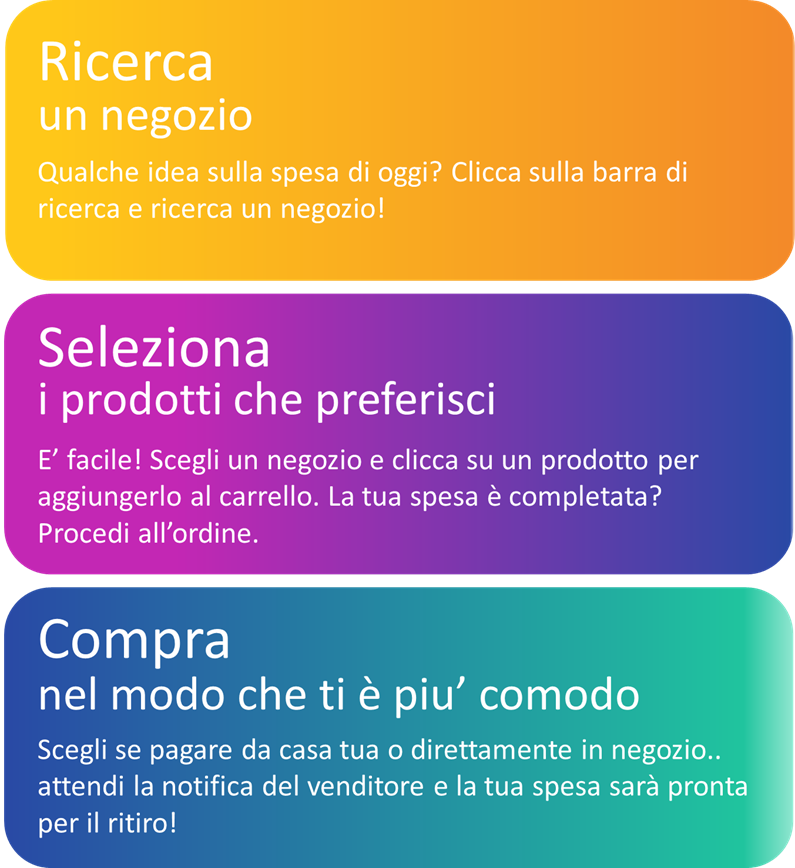 Ricerca
un negozio
Qualche idea sulla spesa di oggi? Clicca sulla barra di
ricerca e ricerca un negozio!
Seleziona
i prodotti che preferisci
E’ facile! Scegli un negozio e clicca su un prodotto per
aggiungerlo al carrello. La tua spesa è completata?
Procedi all’ordine.
Compra
nel modo che ti è piu’ comodo
Scegli se pagare da casa tua o direttamente in negozio..
attendi la notifica del venditore e la tua spesa sarà pronta
per il ritiro!